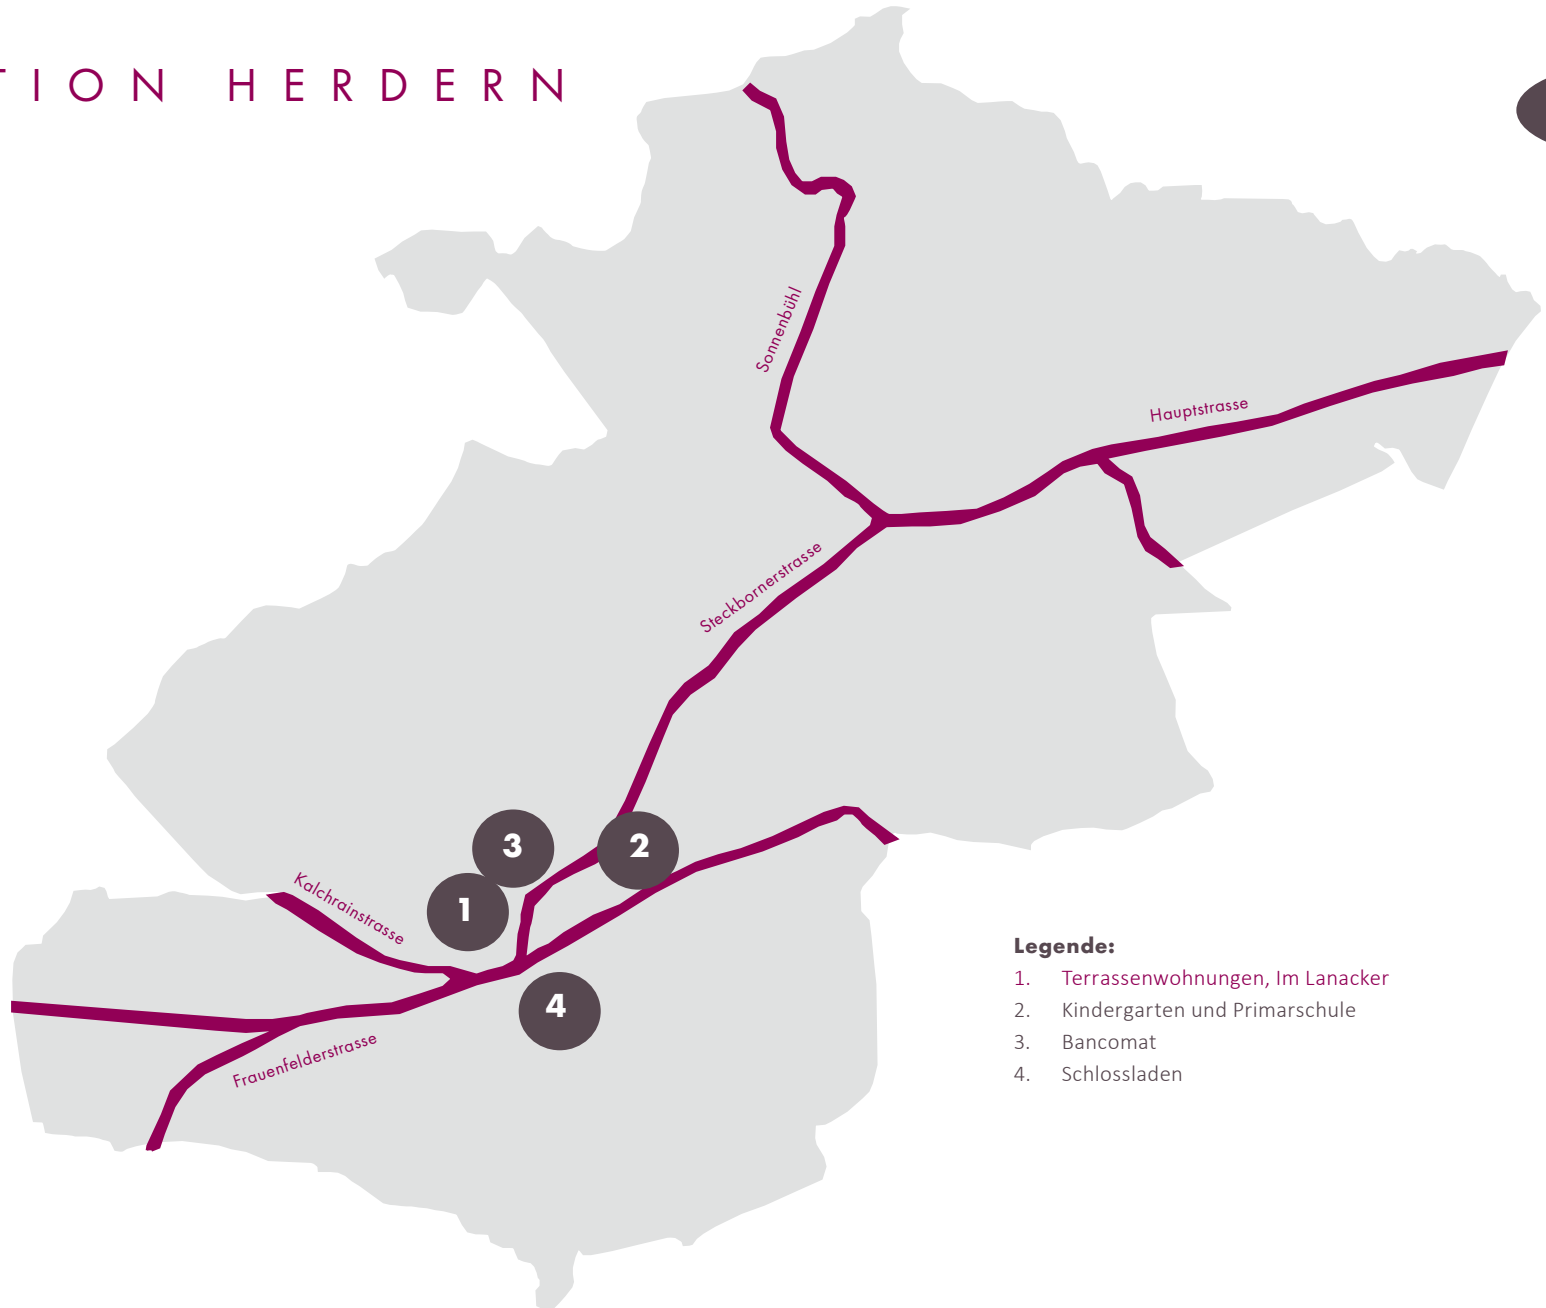 TION HERDERN
Sonnenbühl
Hauptstrasse
Steckbornerstrasse
3
2
Kalchrainstrasse
1
4
Frauenfelderstrasse
Legende:
1. Terrassenwohnungen, Im Lanacker
2. Kindergarten und Primarschule
3. Bancomat
4. Schlossladen